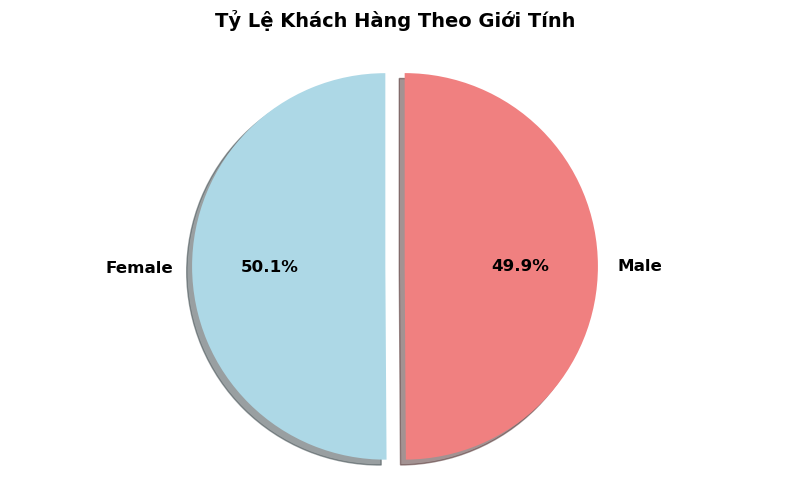 Tỷ Lệ Khách Hàng Theo Giới Tính
Female
50.1%
49.9%
Male